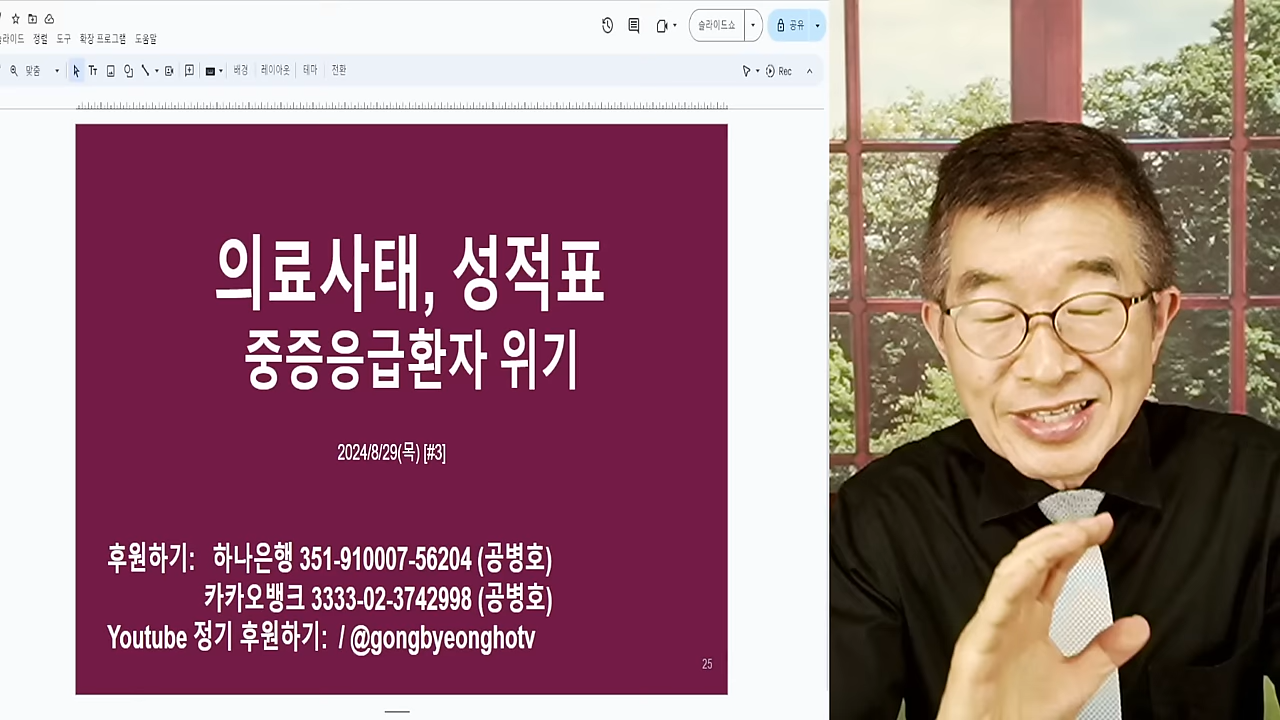 정렬 도구 확장 프로그램 도움말
슬라이드쇼
공유
맞춤
배경 레이아웃 테마 전환
Rec
의료사태, 성적표
중증응급환자 위기
2024/8/29(목) [#3]
후원하기: 하나은행 351-910007-56204 (공병호)
카카오뱅크 3333-02-3742998 (공병호)
Youtube 정기 후원하기: / @gongbyeonghotv
25